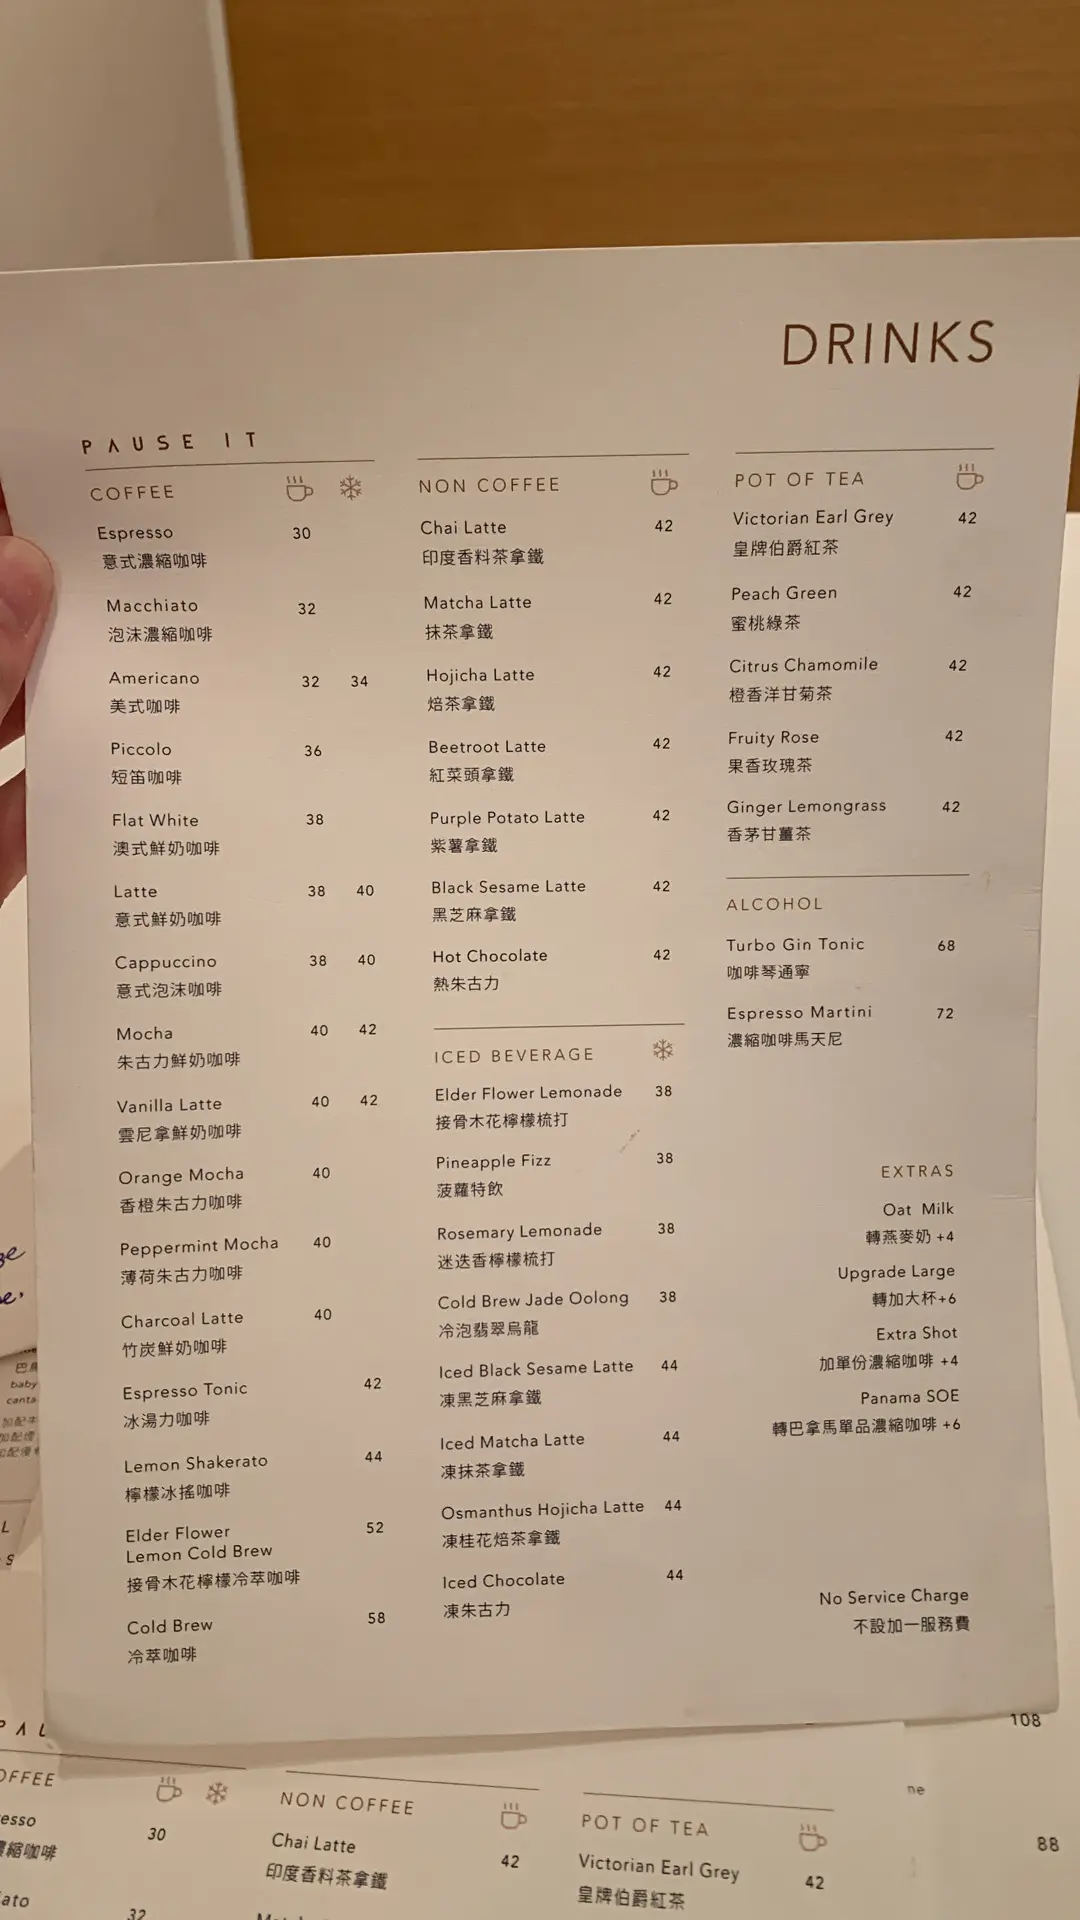 DRINKS
PAUSE IT
COFFEE
Espresso 30
意式濃縮咖啡
Macchiato 32
泡沫濃縮咖啡
Americano 32 34
美式咖啡
Piccolo 36
短笛咖啡
Flat White 38
澳式鮮奶咖啡
Latte 38 40
意式鮮奶咖啡
Cappuccino 38 40
意式泡沫咖啡
Mocha 40 42
朱古力鮮奶咖啡
Vanilla Latte 40 42
雲尼拿鮮奶咖啡
Orange Mocha 40
香橙朱古力咖啡
Peppermint Mocha 40
薄荷朱古力咖啡
Charcoal Latte 40
竹炭鮮奶咖啡
Espresso Tonic 42
冰湯力咖啡
Lemon Shakerato 44
檸檬冰搖咖啡
Elder Flower 52
Lemon Cold Brew
接骨木花檸檬冷萃咖啡
Cold Brew 58
冷萃咖啡
NON COFFEE
Chai Latte 42
印度香料茶拿鐵
Matcha Latte 42
抹茶拿鐵
Hojicha Latte 42
焙茶拿鐵
Beetroot Latte 42
紅菜頭拿鐵
Purple Potato Latte 42
紫薯拿鐵
Black Sesame Latte 42
黑芝麻拿鐵
Hot Chocolate 42
熱朱古力
ICED BEVERAGE
Elder Flower Lemonade 38
接骨木花檸檬梳打
Pineapple Fizz 38
菠蘿特飲
Rosemary Lemonade 38
迷迭香檸檬梳打
Cold Brew Jade Oolong 38
冷泡翡翠烏龍
Iced Black Sesame Latte 44
凍黑芝麻拿鐵
Iced Matcha Latte 44
凍抹茶拿鐵
Osmanthus Hojicha Latte 44
凍桂花焙茶拿鐵
Iced Chocolate 44
凍朱古力
POT OF TEA
Victorian Earl Grey 42
皇牌伯爵紅茶
Peach Green 42
蜜桃綠茶
Citrus Chamomile 42
橙香洋甘菊茶
Fruity Rose 42
果香玫瑰茶
Ginger Lemongrass 42
香茅甘薑茶
ALCOHOL
Turbo Gin Tonic 68
咖啡琴通寧
Espresso Martini 72
濃縮咖啡馬天尼
EXTRAS
Oat Milk
轉燕麥奶 +4
Upgrade Large
轉加大杯+6
Extra Shot
加單份濃縮咖啡 +4
Panama SOE
轉巴拿馬單品濃縮咖啡 +6
No Service Charge
不設加一服務費
baby
canta
加配
PAU
OFFEE
esso 30
縮咖啡
ato 32
NON COFFEE
Chai Latte 42
印度香料茶拿鐵
POT OF TEA
Victorian Earl Grey 42
皇牌伯爵紅茶
108
ne
88